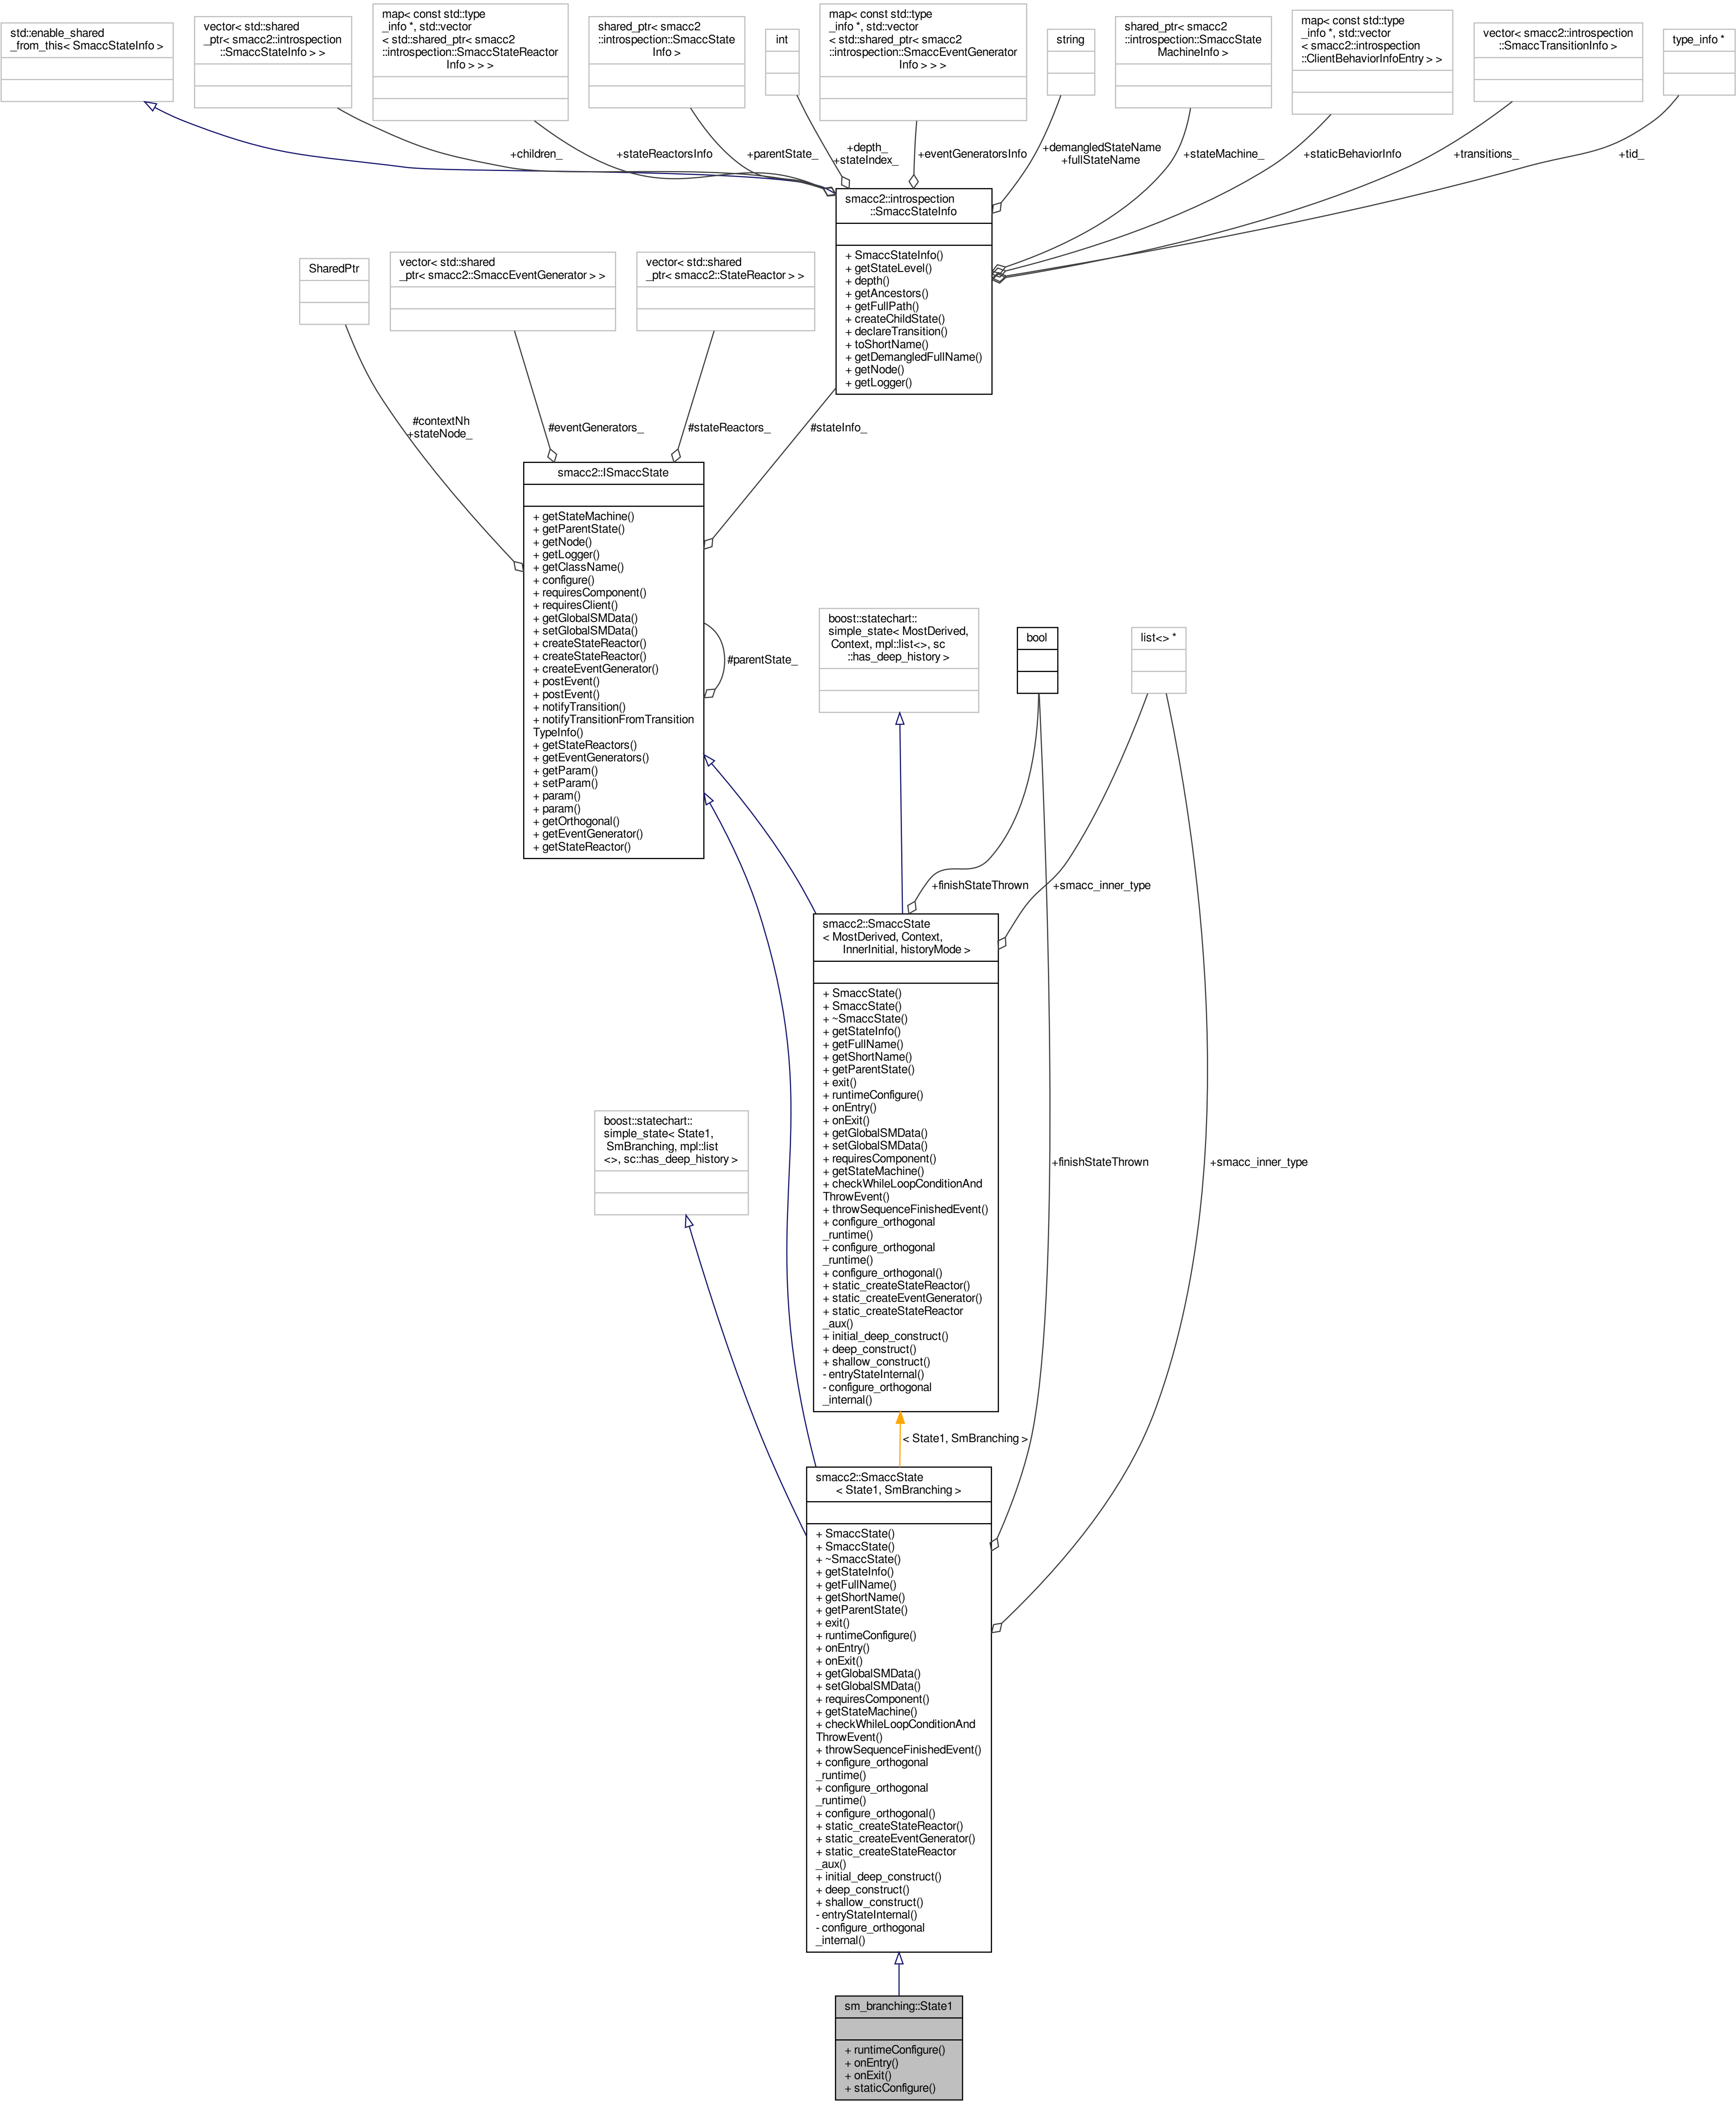 std::enable_shared
_from_this< SmaccStateInfo >
vector< std::shared
_ptr< smacc2::introspection
::SmaccStateInfo > >
map< const std::type
_info *, std::vector
< std::shared_ptr< smacc2
::introspection::SmaccStateReactor
Info > > >
shared_ptr< smacc2
::introspection::SmaccState
Info >
int
map< const std::type
_info *, std::vector
< std::shared_ptr< smacc2
::introspection::SmaccEventGenerator
Info > > >
string
shared_ptr< smacc2
::introspection::SmaccState
MachineInfo >
map< const std::type
_info *, std::vector
< smacc2::introspection
::ClientBehaviorInfoEntry > >
vector< smacc2::introspection
::SmaccTransitionInfo >
type_info *
+children_
+stateReactorsInfo
+parentState_
+depth_
+stateIndex_
+eventGeneratorsInfo
+demangledStateName
+fullStateName
+stateMachine_
+staticBehaviorInfo
+transitions_
+tid_
smacc2::introspection
::SmaccStateInfo
+ SmaccStateInfo()
+ getStateLevel()
+ depth()
+ getAncestors()
+ getFullPath()
+ createChildState()
+ declareTransition()
+ toShortName()
+ getDemangledFullName()
+ getNode()
+ getLogger()
SharedPtr
vector< std::shared
_ptr< smacc2::SmaccEventGenerator > >
vector< std::shared
_ptr< smacc2::StateReactor > >
#contextNh
+stateNode_
#eventGenerators_
#stateReactors_
#stateInfo_
smacc2::ISmaccState
+ getStateMachine()
+ getParentState()
+ getNode()
+ getLogger()
+ getClassName()
+ configure()
+ requiresComponent()
+ requiresClient()
+ getGlobalSMData()
+ setGlobalSMData()
+ createStateReactor()
+ createStateReactor()
+ createEventGenerator()
+ postEvent()
+ postEvent()
+ notifyTransition()
+ notifyTransitionFromTransition
TypeInfo()
+ getStateReactors()
+ getEventGenerators()
+ getParam()
+ setParam()
+ param()
+ param()
+ getOrthogonal()
+ getEventGenerator()
+ getStateReactor()
#parentState_
boost::statechart::
simple_state< MostDerived,
Context, mpl::list<>, sc
::has_deep_history >
bool
list<> *
+finishStateThrown
+smacc_inner_type
smacc2::SmaccState
< MostDerived, Context,
InnerInitial, historyMode >
+ SmaccState()
+ SmaccState()
+ ~SmaccState()
+ getStateInfo()
+ getFullName()
+ getShortName()
+ getParentState()
+ exit()
+ runtimeConfigure()
+ onEntry()
+ onExit()
+ getGlobalSMData()
+ setGlobalSMData()
+ requiresComponent()
+ getStateMachine()
+ checkWhileLoopConditionAnd
ThrowEvent()
+ throwSequenceFinishedEvent()
+ configure_orthogonal
_runtime()
+ configure_orthogonal
_runtime()
+ configure_orthogonal()
+ static_createStateReactor()
+ static_createEventGenerator()
+ static_createStateReactor
_aux()
+ initial_deep_construct()
+ deep_construct()
+ shallow_construct()
- entryStateInternal()
- configure_orthogonal
_internal()
boost::statechart::
simple_state< State1,
SmBranching, mpl::list
<>, sc::has_deep_history >
+finishStateThrown
+smacc_inner_type
< State1, SmBranching >
smacc2::SmaccState
< State1, SmBranching >
+ SmaccState()
+ SmaccState()
+ ~SmaccState()
+ getStateInfo()
+ getFullName()
+ getShortName()
+ getParentState()
+ exit()
+ runtimeConfigure()
+ onEntry()
+ onExit()
+ getGlobalSMData()
+ setGlobalSMData()
+ requiresComponent()
+ getStateMachine()
+ checkWhileLoopConditionAnd
ThrowEvent()
+ throwSequenceFinishedEvent()
+ configure_orthogonal
_runtime()
+ configure_orthogonal
_runtime()
+ configure_orthogonal()
+ static_createStateReactor()
+ static_createEventGenerator()
+ static_createStateReactor
_aux()
+ initial_deep_construct()
+ deep_construct()
+ shallow_construct()
- entryStateInternal()
- configure_orthogonal
_internal()
sm_branching::State1
+ runtimeConfigure()
+ onEntry()
+ onExit()
+ staticConfigure()